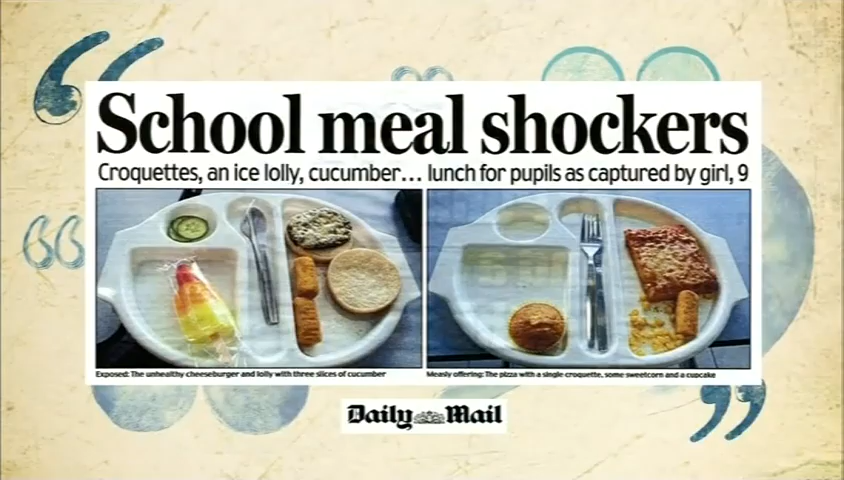 School meal shockers
Croquettes, an ice lolly, cucumber... lunch for pupils as captured by girl, 9
Exposed: The unhealthy cheeseburger and lolly with three slices of cucumber
Measly offering: The pizza with a single croquette, some sweetcorn and a cupcake
Daily Mail